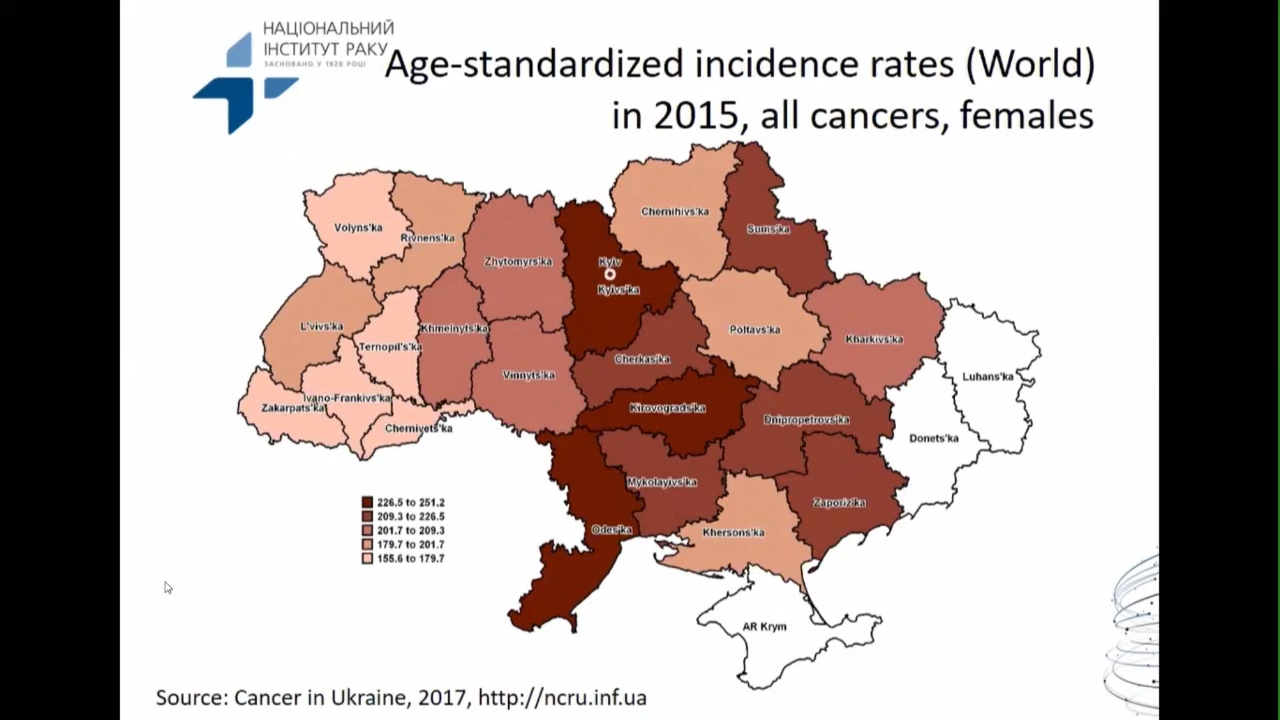 НАЦІОНАЛЬНИЙ
ІНСТИТУТ РАКУ
ЗАСНОВАНО У 1920 РОЦІ
Age-standardized incidence rates (World)
in 2015, all cancers, females
Volyns'ka
Rivnens'ka
Zhytomyrs'ka
Kyiv
Kyivs'ka
Chernihivs'ka
Sums'ka
L'vivs'ka
Ternopil's'ka
Khmelnyts'ka
Vinnyts'ka
Cherkas'ka
Poltavs'ka
Kharkivs'ka
Luhans'ka
Zakarpats'ka
Ivano-Frankivs'ka
Chernivets'ka
Kirovograds'ka
Dnipropetrovs'ka
Donets'ka
Mykolayivs'ka
Zaporiz'ka
Odes'ka
Khersons'ka
AR Krym
226.5 to 251.2
209.3 to 226.5
201.7 to 209.3
179.7 to 201.7
155.6 to 179.7
Source: Cancer in Ukraine, 2017, http://ncru.inf.ua